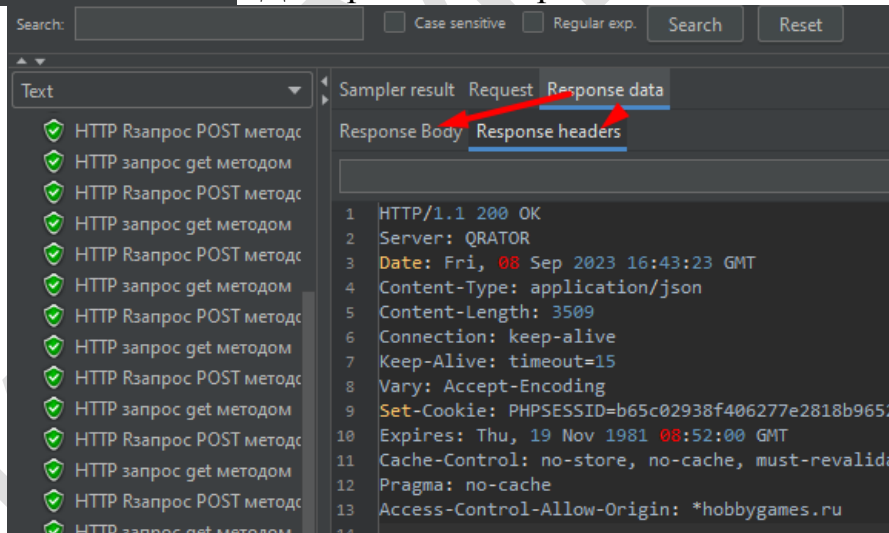 Search:
Case sensitive
Regular exp.
Search
Reset
Text
Sampler result Request Response data
Response Body Response headers
HTTP Rзапрос POST методо
HTTP запрос get методом
HTTP Rзапрос POST методо
HTTP запрос get методом
HTTP Rзапрос POST методо
HTTP запрос get методом
HTTP Rзапрос POST методо
HTTP запрос get методом
HTTP Rзапрос POST методо
HTTP запрос get методом
HTTP Rзапрос POST методо
HTTP запрос get методом
HTTP Rзапрос POST методо
HTTP запрос get методом
1 HTTP/1.1 200 OK
2 Server: QRATOR
3 Date: Fri, 08 Sep 2023 16:43:23 GMT
4 Content-Type: application/json
5 Content-Length: 3509
6 Connection: keep-alive
7 Keep-Alive: timeout=15
8 Vary: Accept-Encoding
9 Set-Cookie: PHPSESSID=b65c02938f406277e2818b9652
10 Expires: Thu, 19 Nov 1981 08:52:00 GMT
11 Cache-Control: no-store, no-cache, must-revalida
12 Pragma: no-cache
13 Access-Control-Allow-Origin: *hobbygames.ru
14